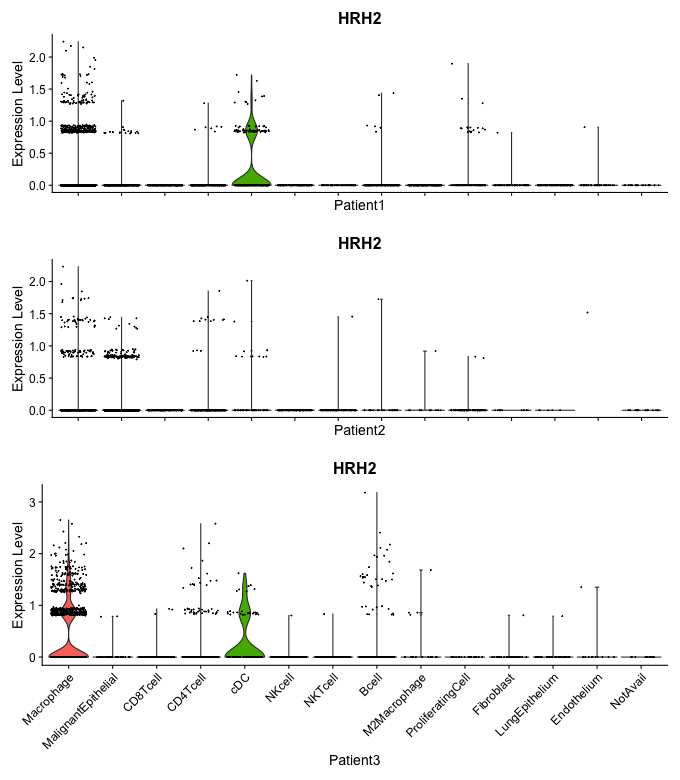 HRH2
Expression Level
2.0
1.5
1.0
0.5
0.0
Patient1
HRH2
Expression Level
2.0
1.5
1.0
0.5
0.0
Patient2
HRH2
Expression Level
3
2
1
0
Macrophage
MalignantEpithelial
CD8Tcell
CD4Tcell
cDC
NKcell
NKTcell
Bcell
M2Macrophage
ProliferatingCell
Fibroblast
LungEpithelium
Endothelium
NotAvail
Patient3